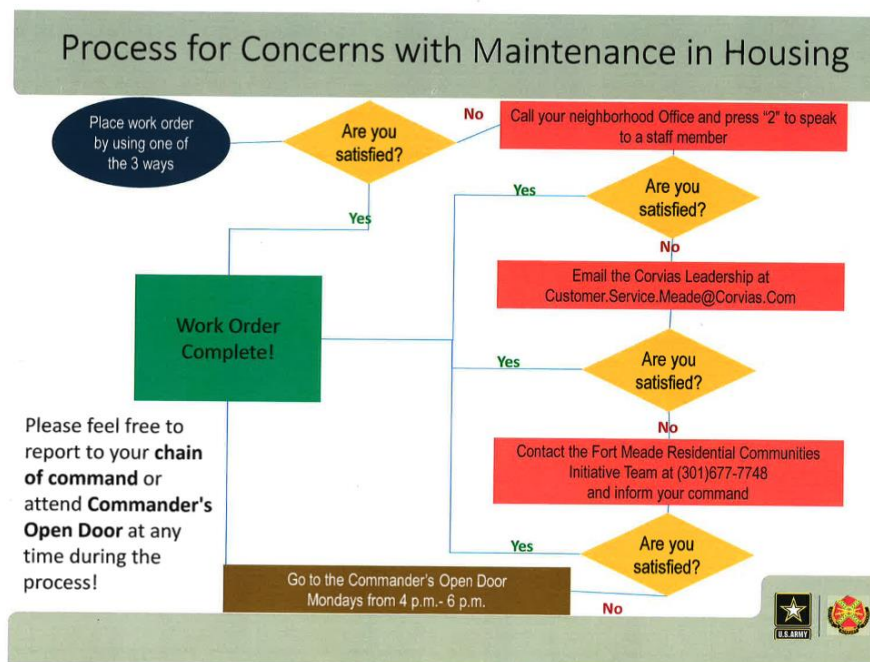 Process for Concerns with Maintenance in Housing
Place work order
by using one of
the 3 ways
Are you
satisfied?
No
Call your neighborhood Office and press "2" to speak
to a staff member
Yes
Are you
satisfied?
Yes
No
Email the Corvias Leadership at
Customer.Service.Meade@Corvias.Com
Work Order
Complete!
Are you
satisfied?
Yes
No
Contact the Fort Meade Residential Communities
Initiative Team at (301)677-7748
and inform your command
Please feel free to
report to your chain
of command or
attend Commander's
Open Door at any
time during the
process!
Are you
satisfied?
Yes
No
Go to the Commander's Open Door
Mondays from 4 p.m.- 6 p.m.
U.S.ARMY